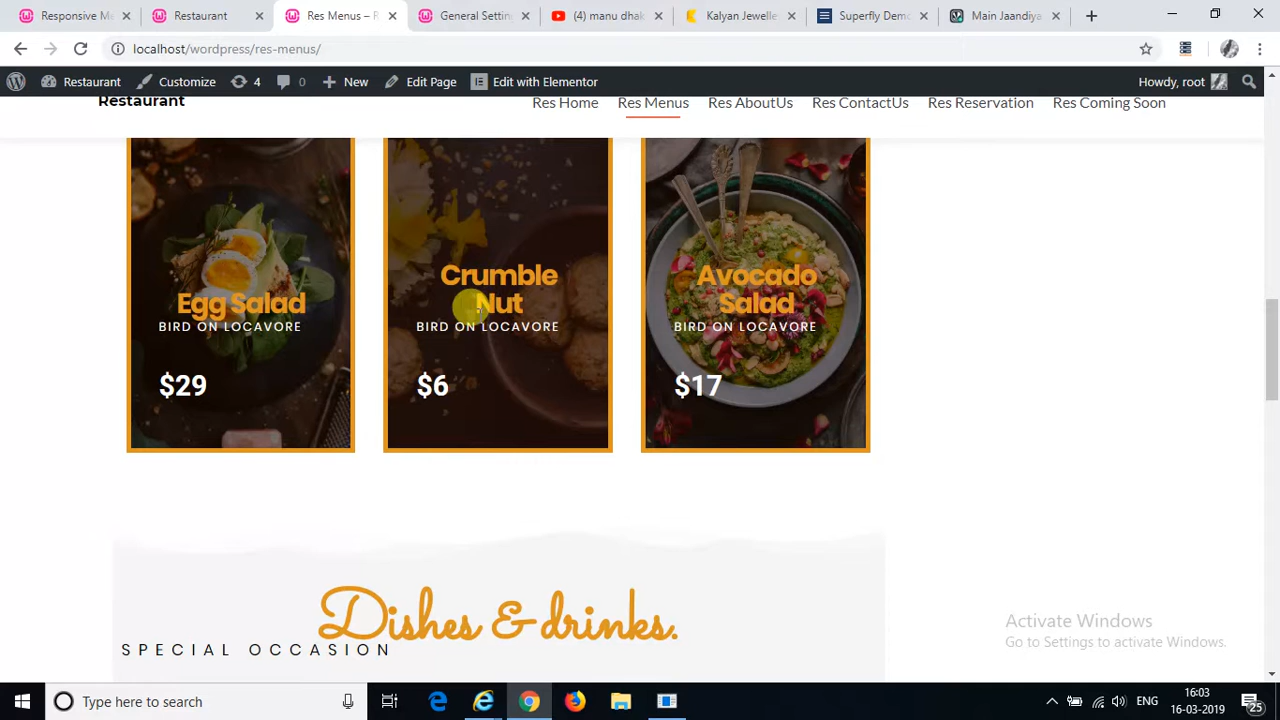 Responsive M
Restaurant
Res Menus – R
General Settin
(4) manu dhak
Kalyan Jewelle
Superfly Demo
Main Jaandiya
localhost/wordpress/res-menus/
Restaurant
Customize
4
0
New
Edit Page
Edit with Elementor
Howdy, root
Restaurant
Res Home
Res Menus
Res AboutUs
Res ContactUs
Res Reservation
Res Coming Soon
Egg Salad
BIRD ON LOCAVORE
$29
Crumble
Nut
BIRD ON LOCAVORE
$6
Avocado
Salad
BIRD ON LOCAVORE
$17
Dishes & drinks.
SPECIAL OCCASION
Activate Windows
Go to Settings to activate Windows.
Type here to search
ENG
16:03
16-03-2019
25